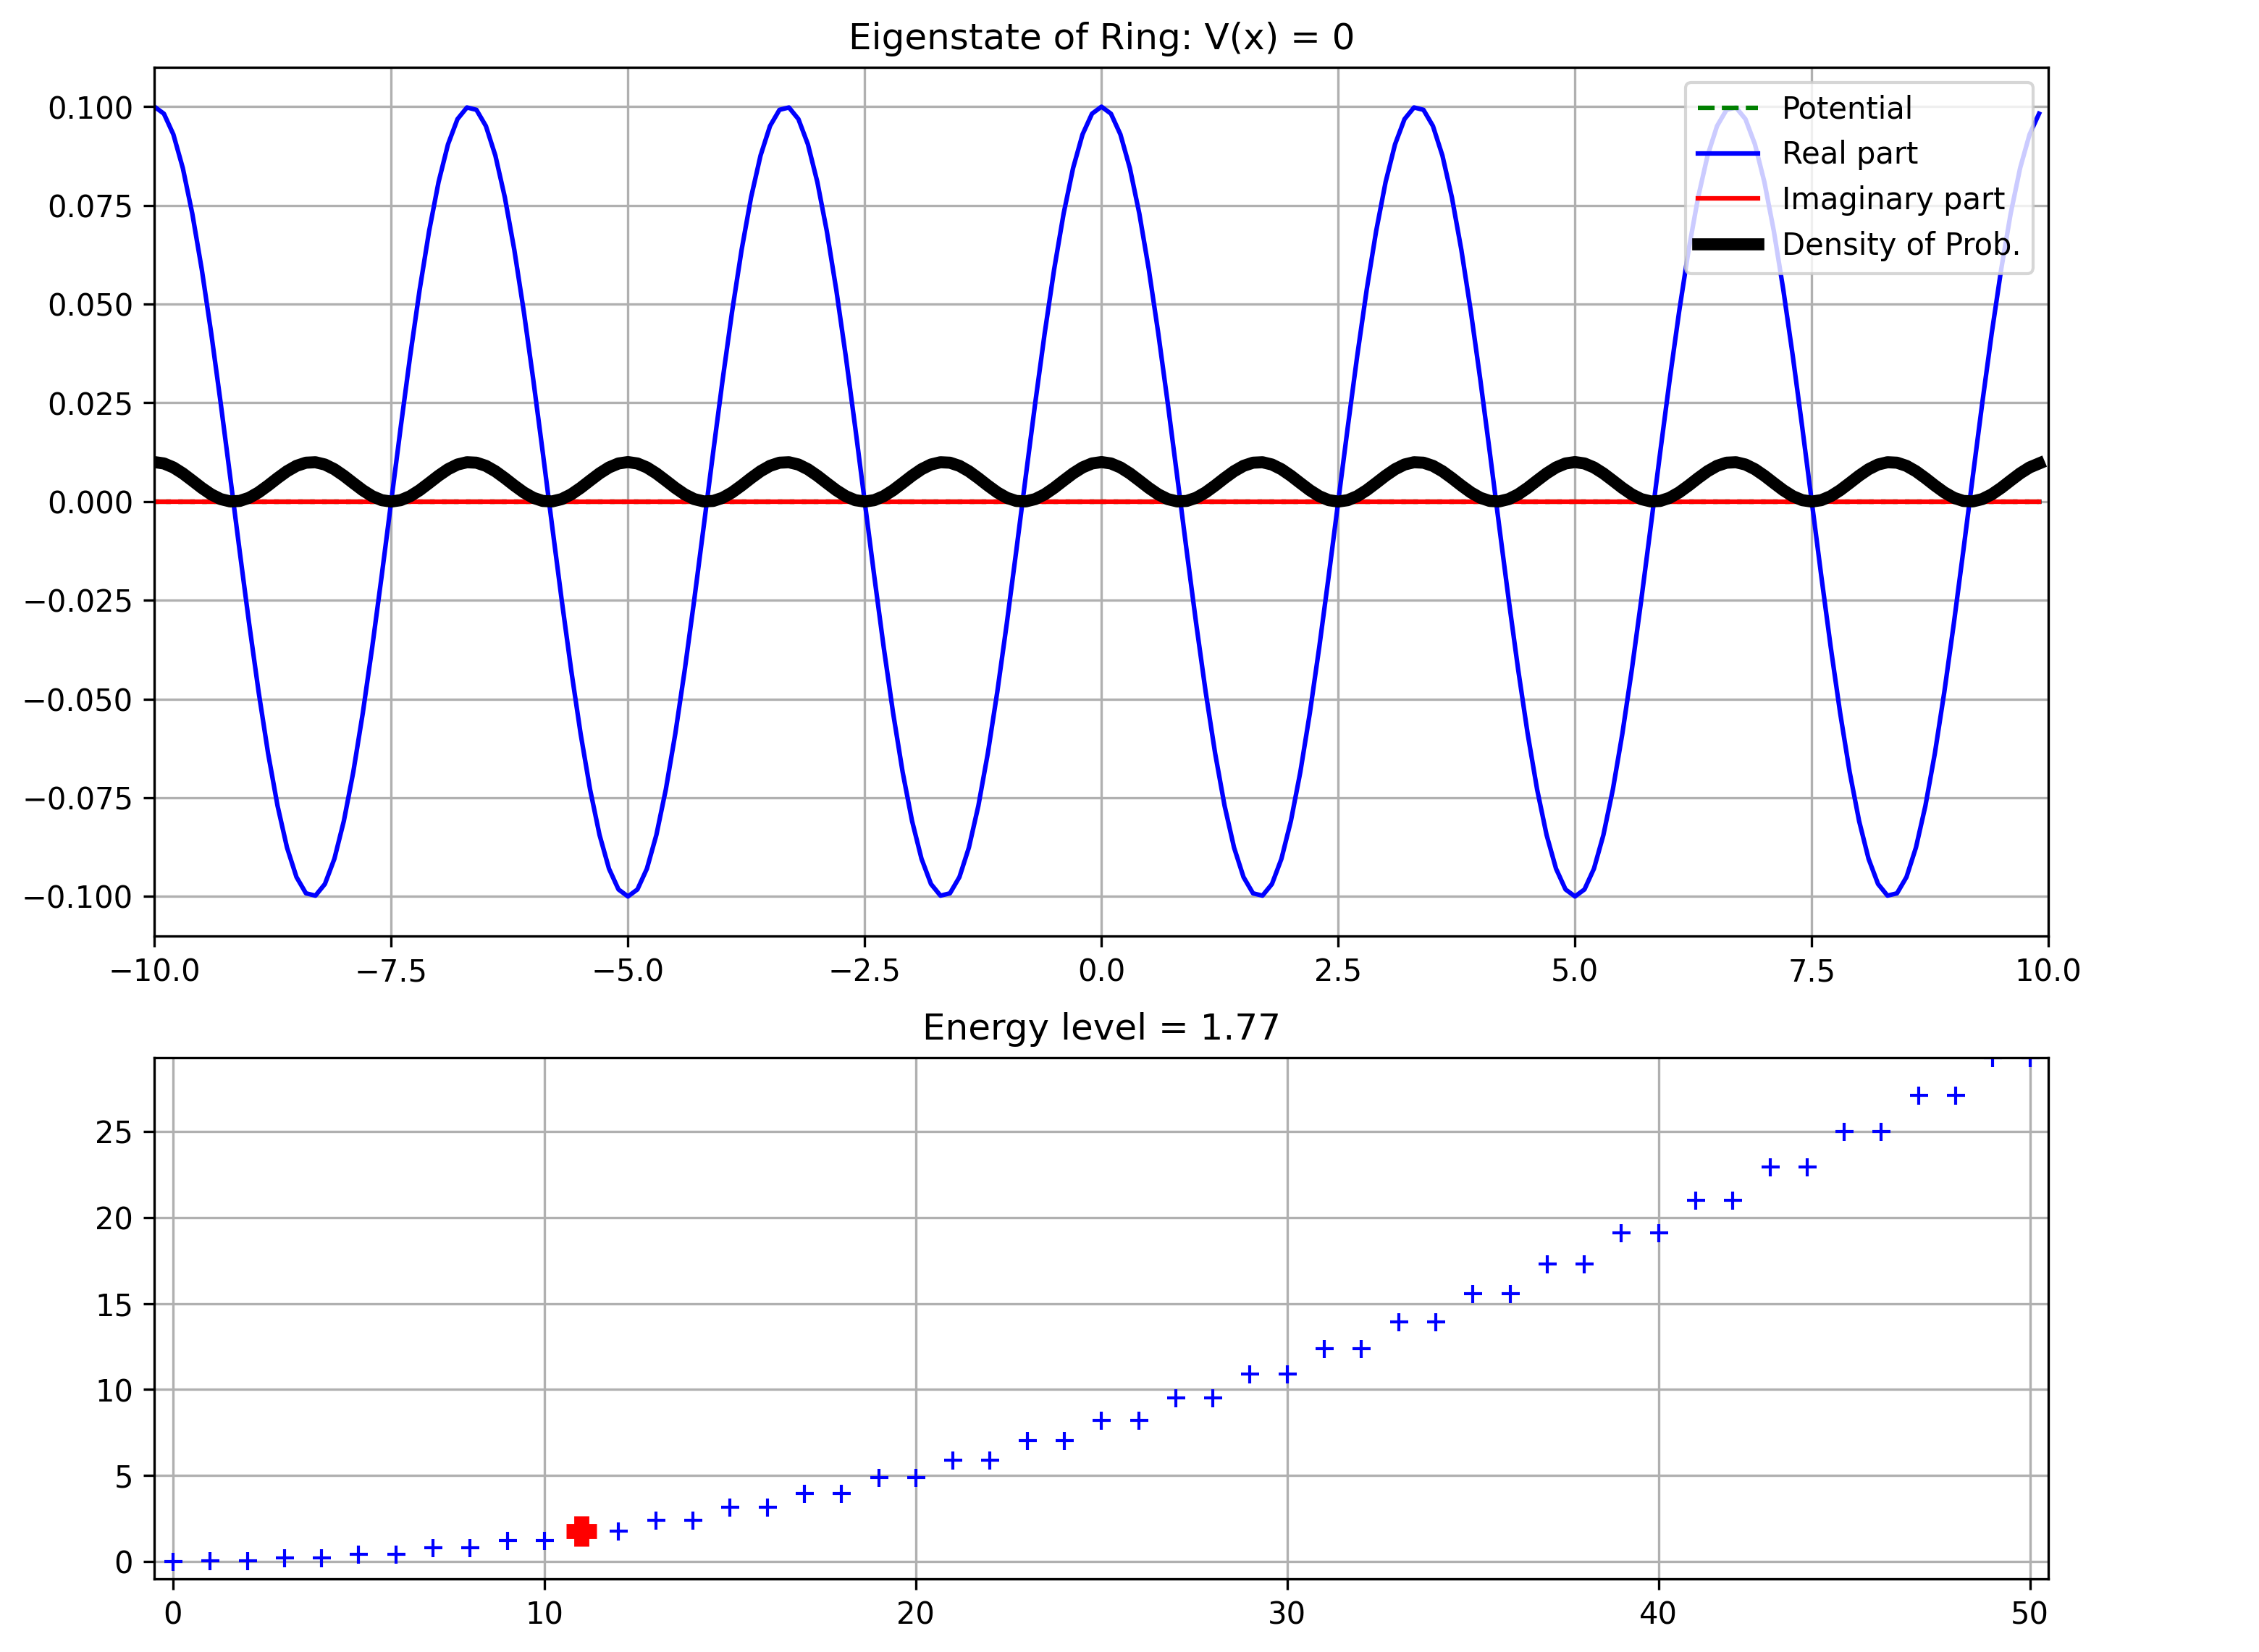 Eigenstate of Ring: V(x) = 0
0.100
0.075
0.050
0.025
0.000
−0.025
−0.050
−0.075
−0.100
Potential
Real part
Imaginary part
Density of Prob.
−10.0 −7.5 −5.0 −2.5 0.0 2.5 5.0 7.5 10.0
Energy level = 1.77
25
20
15
10
5
0
0 10 20 30 40 50